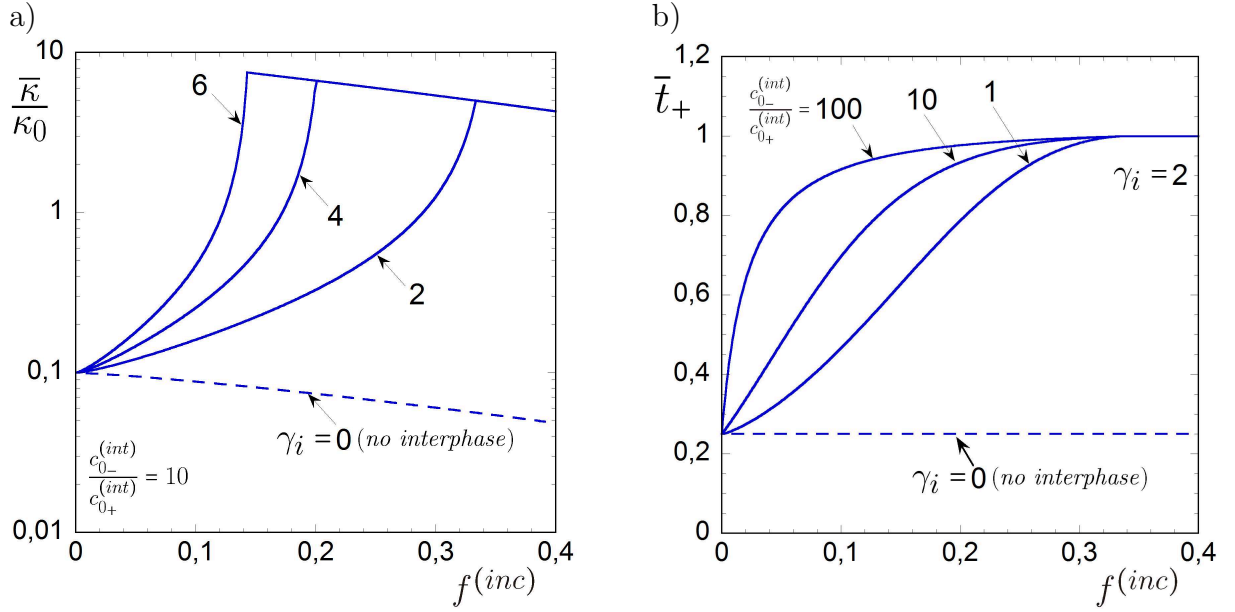 a)
10
1
0,1
0,01
κ̅/κ₀
6
4
2
γᵢ = 0 (no interphase)
c₀₋^(int)/c₀₊^(int) = 10
0 0,1 0,2 0,3 0,4
f^(inc)
b)
1,2
1
0,8
0,6
0,4
0,2
0
t̅₊
c₀₋^(int)/c₀₊^(int) = 100
10
1
γᵢ = 2
γᵢ = 0 (no interphase)
0 0,1 0,2 0,3 0,4
f^(inc)